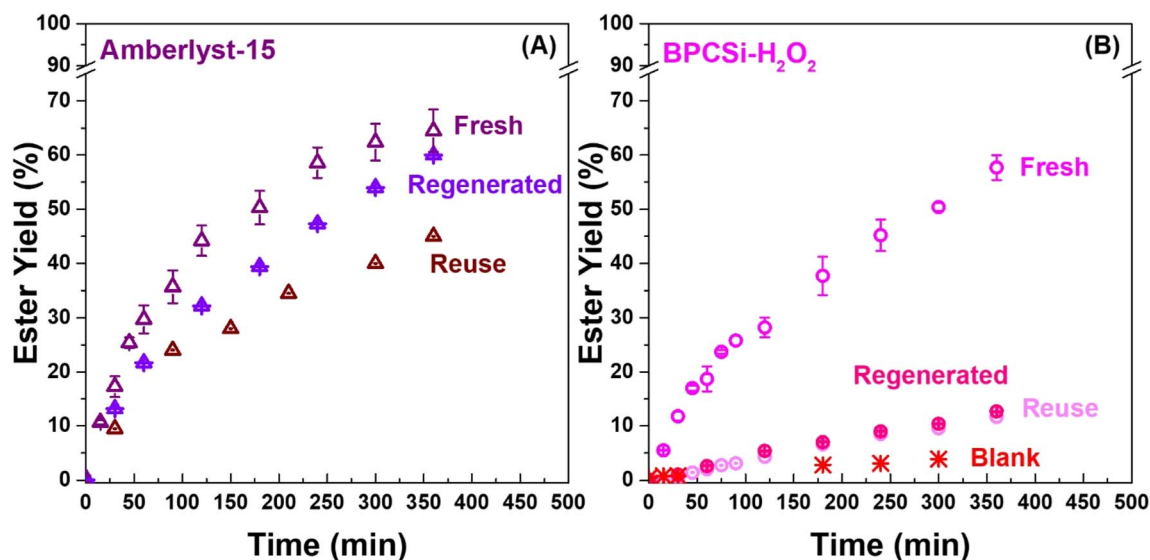 Amberlyst-15
(A)
Fresh
Regenerated
Reuse
Ester Yield (%)
100
90
70
60
50
40
30
20
10
0
0 50 100 150 200 250 300 350 400 450 500
Time (min)
BPCSi-H₂O₂
(B)
Fresh
Regenerated
Reuse
Blank
Ester Yield (%)
100
90
70
60
50
40
30
20
10
0
0 50 100 150 200 250 300 350 400 450 500
Time (min)